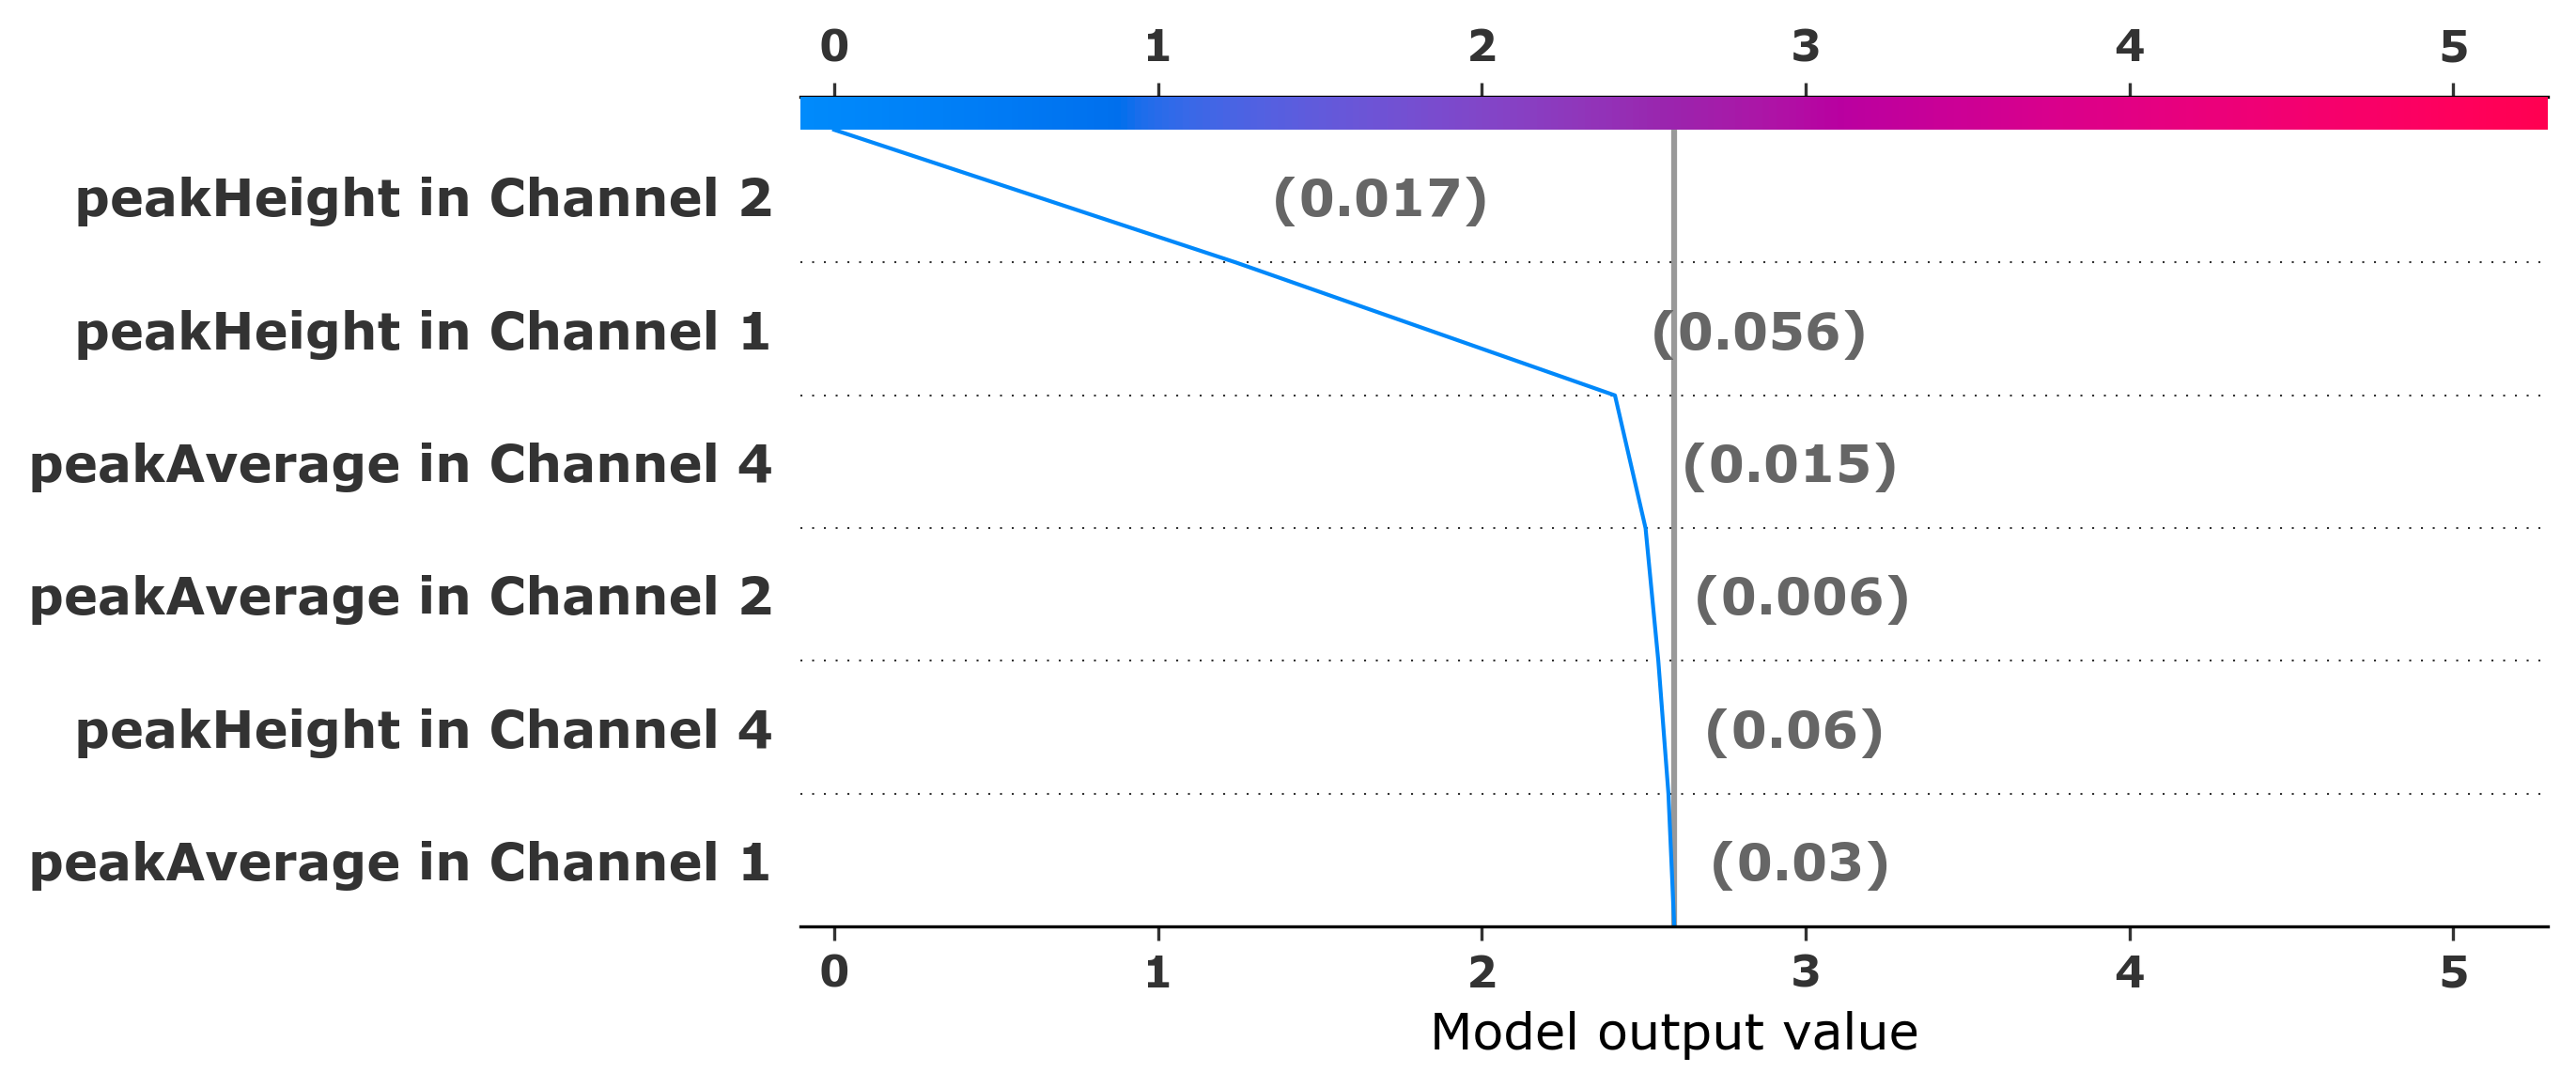 0 1 2 3 4 5
peakHeight in Channel 2 (0.017)
peakHeight in Channel 1 (0.056)
peakAverage in Channel 4 (0.015)
peakAverage in Channel 2 (0.006)
peakHeight in Channel 4 (0.06)
peakAverage in Channel 1 (0.03)
0 1 2 3 4 5
Model output value